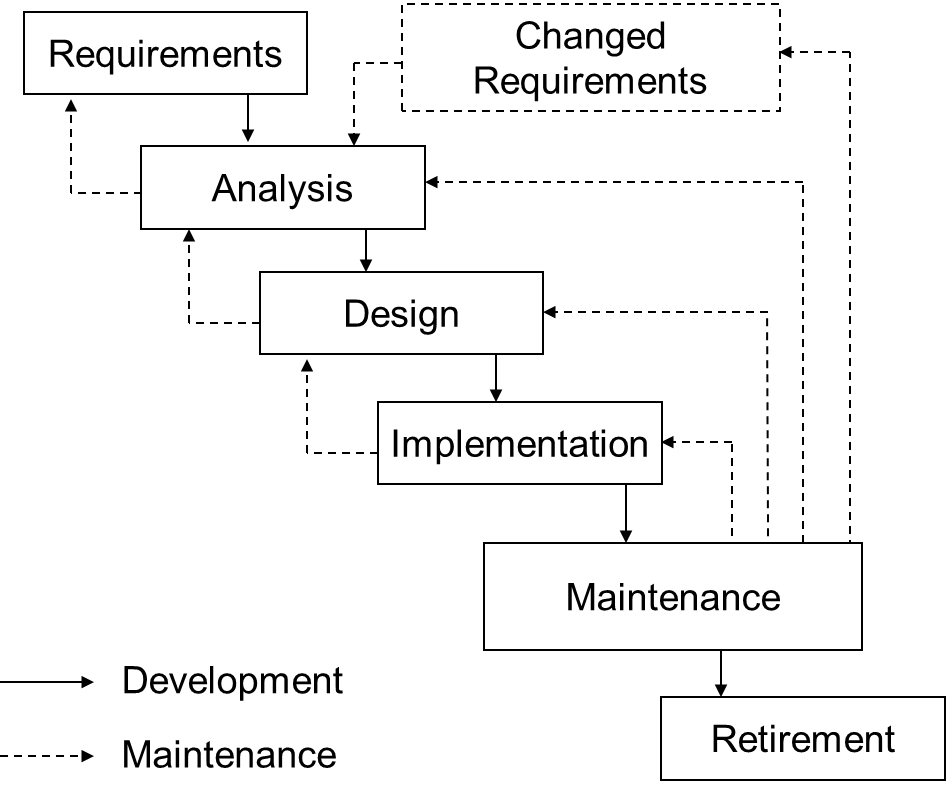 Requirements
Changed
Requirements
Analysis
Design
Implementation
Maintenance
Development
Retirement
Maintenance